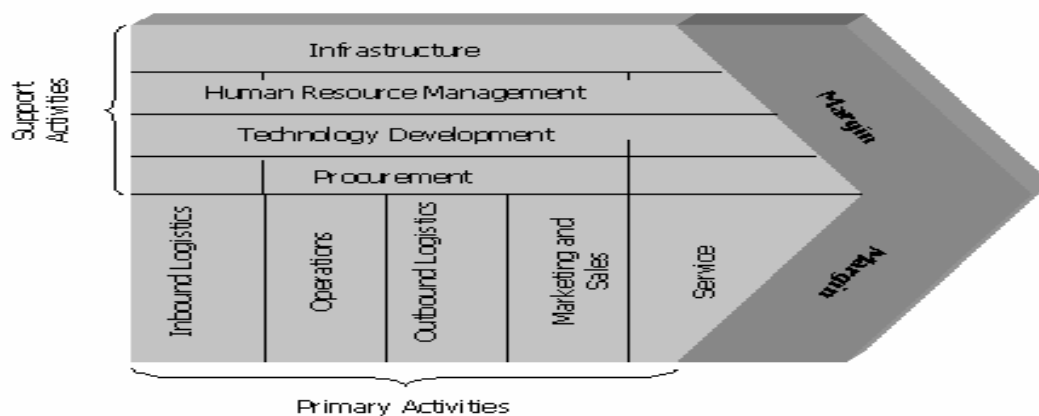 Support
Activities
Infrastructure
Human Resource Management
Technology Development
Procurement
Margin
Margin
Inbound Logistics
Operations
Outbound Logistics
Marketing and
Sales
Service
Primary Activities